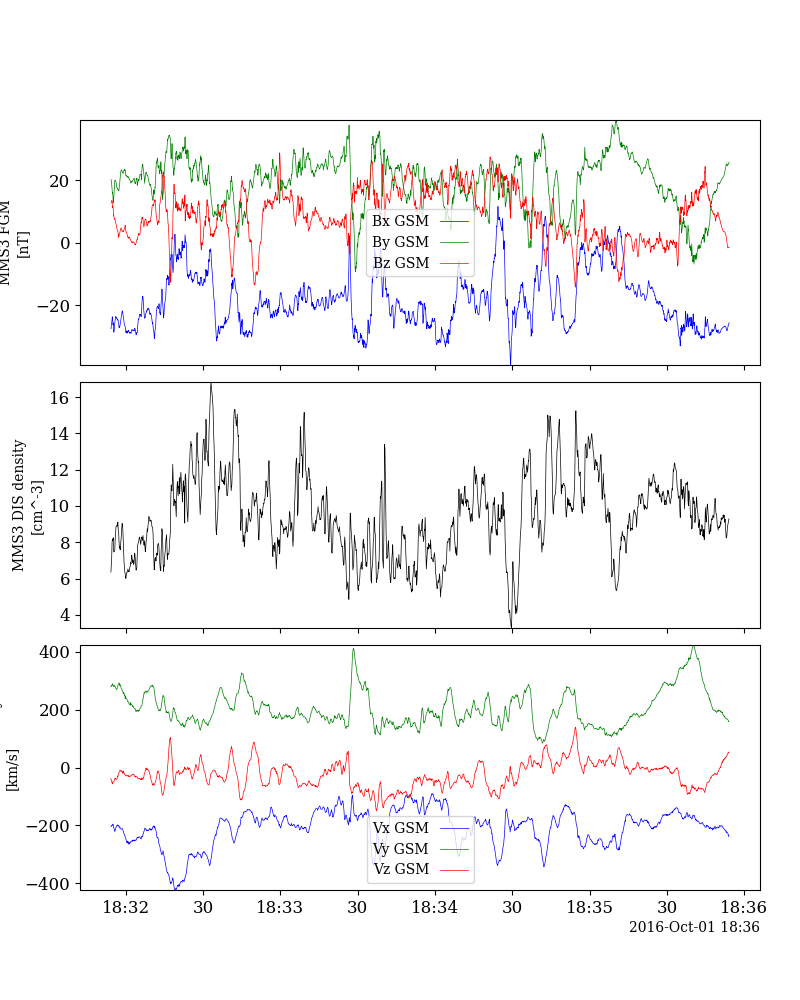 MMS3 FGM
[nT]
20
0
−20
Bx GSM
By GSM
Bz GSM
MMS3 DIS density
[cm^-3]
16
14
12
10
8
6
4
[km/s]
400
200
0
−200
−400
Vx GSM
Vy GSM
Vz GSM
18:32 30 18:33 30 18:34 30 18:35 30 18:36
2016-Oct-01 18:36